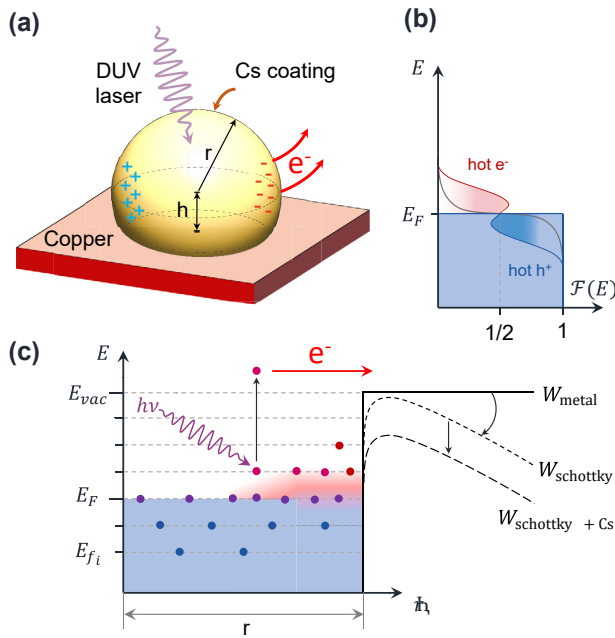 (a)
DUV
laser
Cs coating
r
e-
h
Copper
(b)
E
hot e-
E_F
hot h+
F(E)
1/2
1
(c)
E
e-
E_vac
hν
W_metal
W_schottky
E_F
W_schottky + Cs
E_fi
r